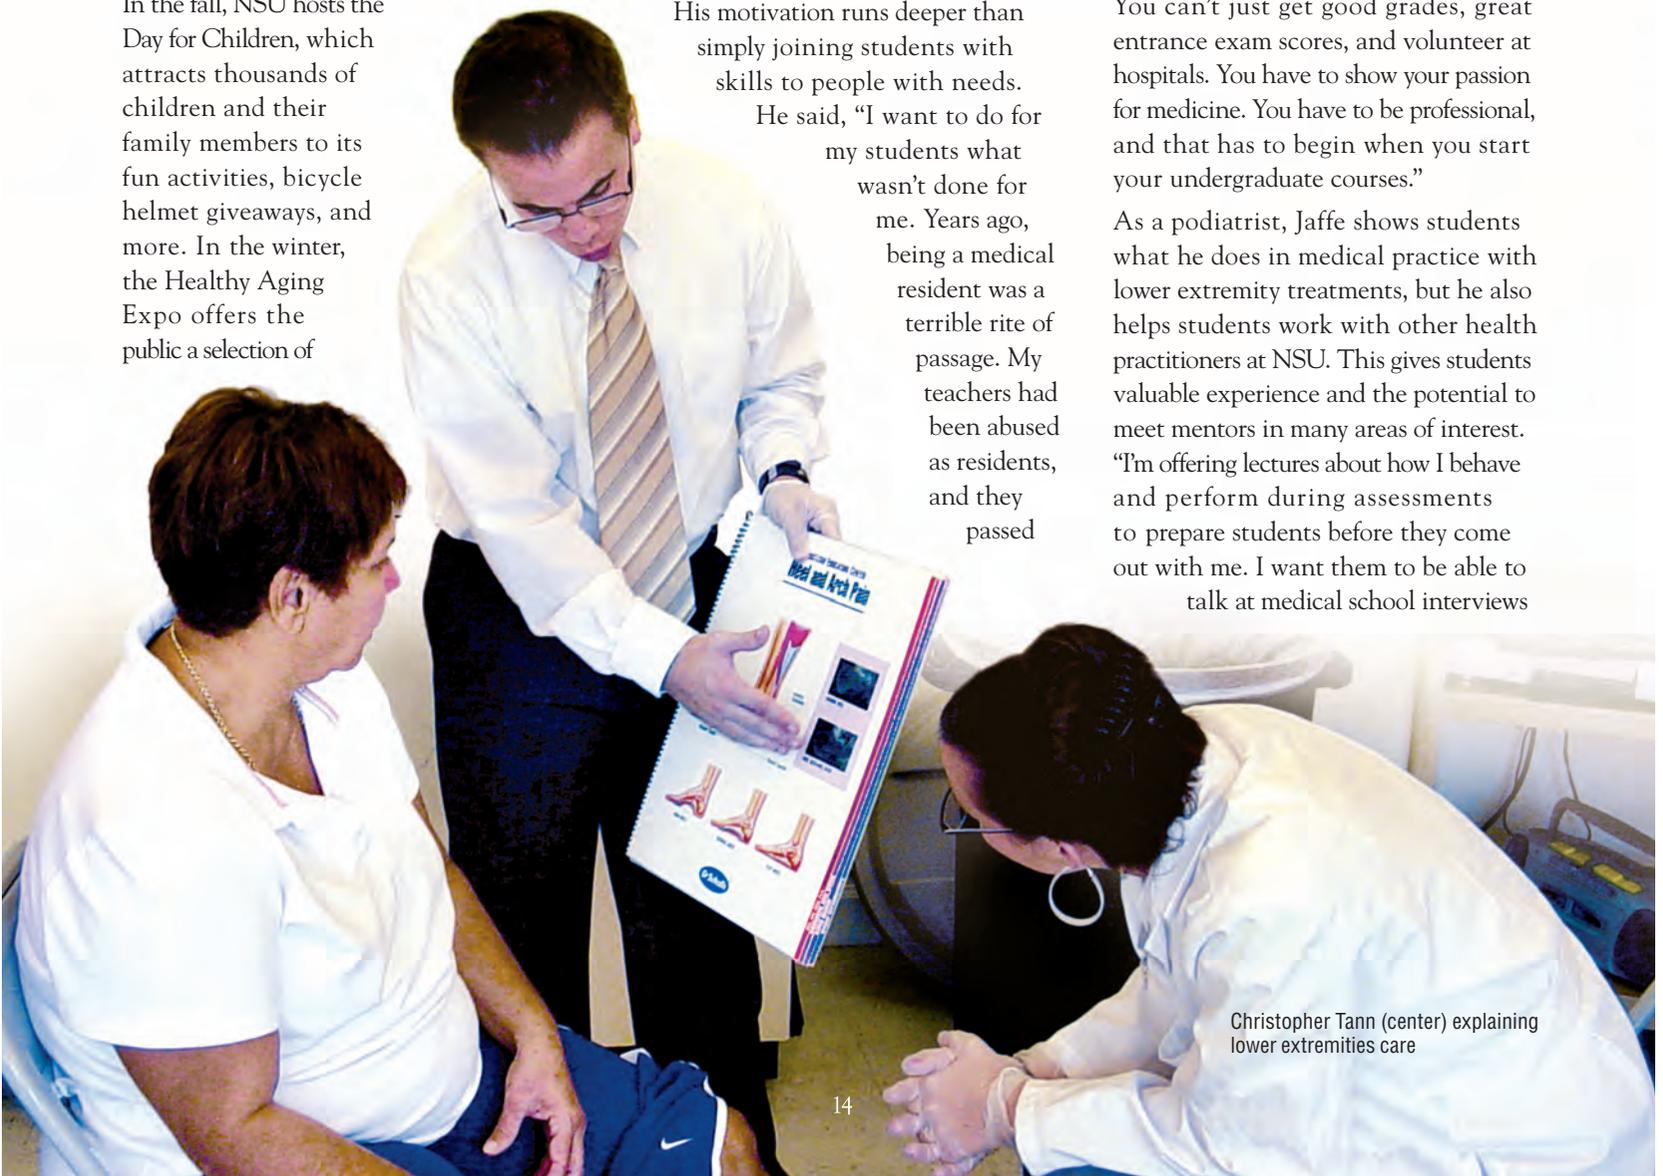 In the fall, NSU hosts the
Day for Children, which
attracts thousands of
children and their
family members to its
fun activities, bicycle
helmet giveaways, and
more. In the winter,
the Healthy Aging
Expo offers the
public a selection of
His motivation runs deeper than
simply joining students with
skills to people with needs.
He said, “I want to do for
my students what
wasn’t done for
me. Years ago,
being a medical
resident was a
terrible rite of
passage. My
teachers had
been abused
as residents,
and they
passed
You can’t just get good grades, great
entrance exam scores, and volunteer at
hospitals. You have to show your passion
for medicine. You have to be professional,
and that has to begin when you start
your undergraduate courses.”
As a podiatrist, Jaffe shows students
what he does in medical practice with
lower extremity treatments, but he also
helps students work with other health
practitioners at NSU. This gives students
valuable experience and the potential to
meet mentors in many areas of interest.
“I’m offering lectures about how I behave
and perform during assessments
to prepare students before they come
out with me. I want them to be able to
talk at medical school interviews
Heel and Arch Pain
Dr Scholl's
Christopher Tann (center) explaining
lower extremities care
14